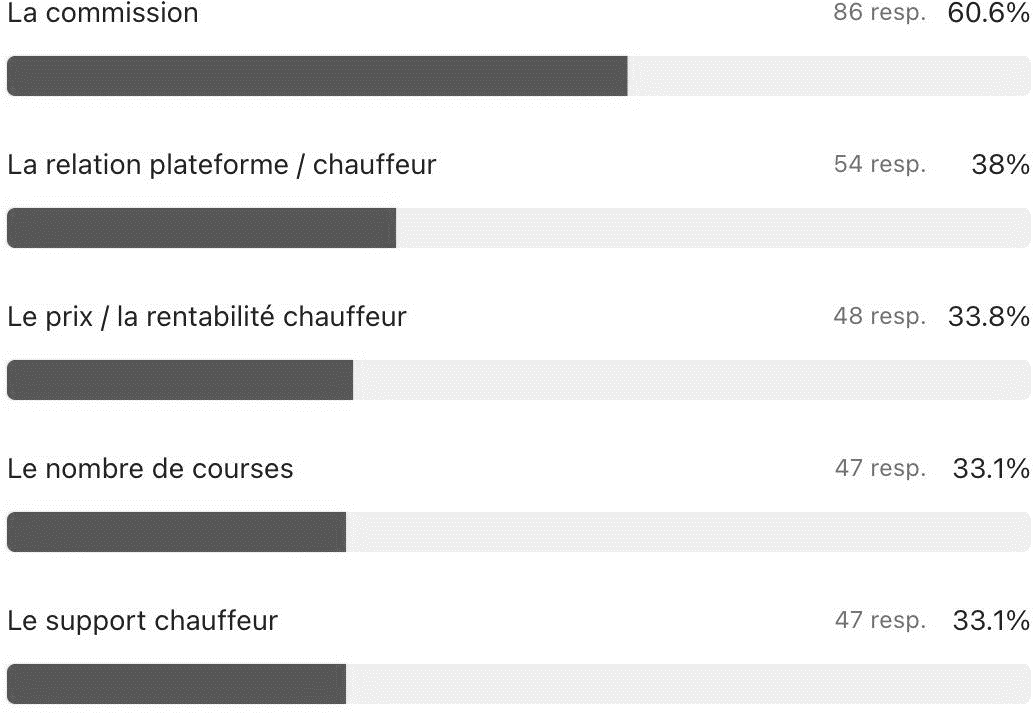 La commission 86 resp. 60.6%
La relation plateforme / chauffeur 54 resp. 38%
Le prix / la rentabilité chauffeur 48 resp. 33.8%
Le nombre de courses 47 resp. 33.1%
Le support chauffeur 47 resp. 33.1%